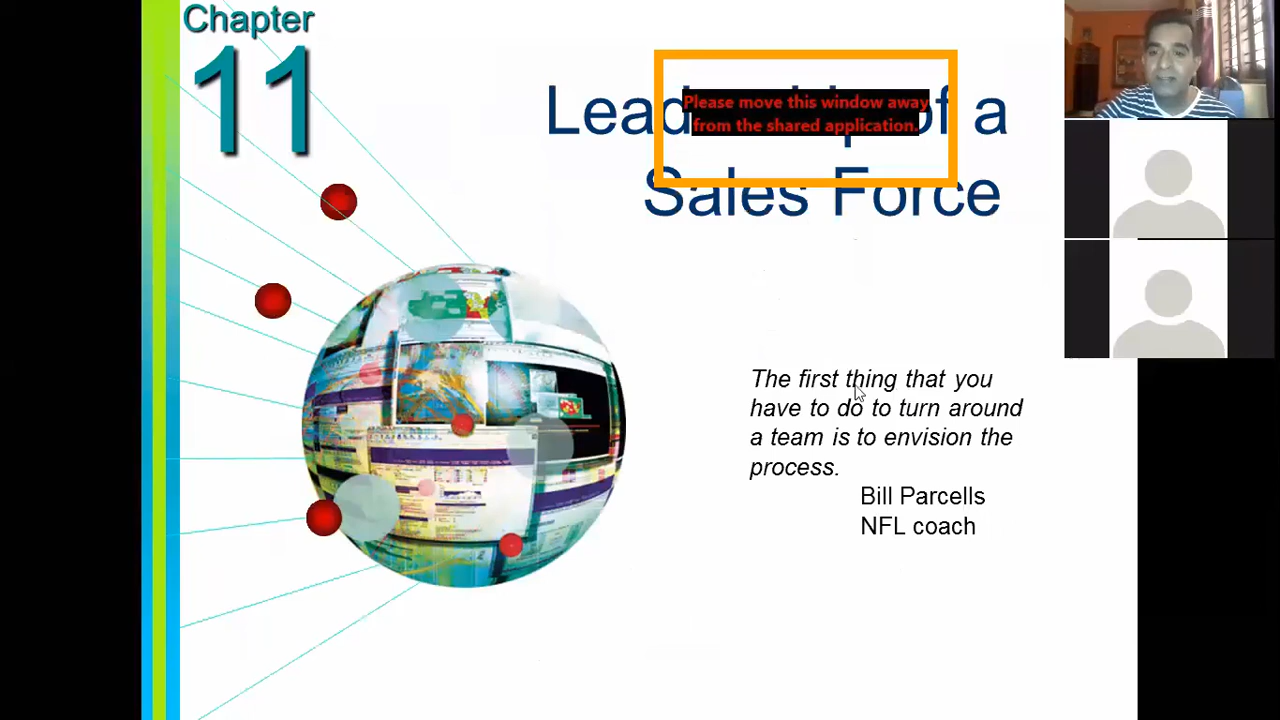 Chapter
11
Lead of a
Please move this window away
from the shared application.
Sales Force
The first thing that you
have to do to turn around
a team is to envision the
process.
Bill Parcells
NFL coach